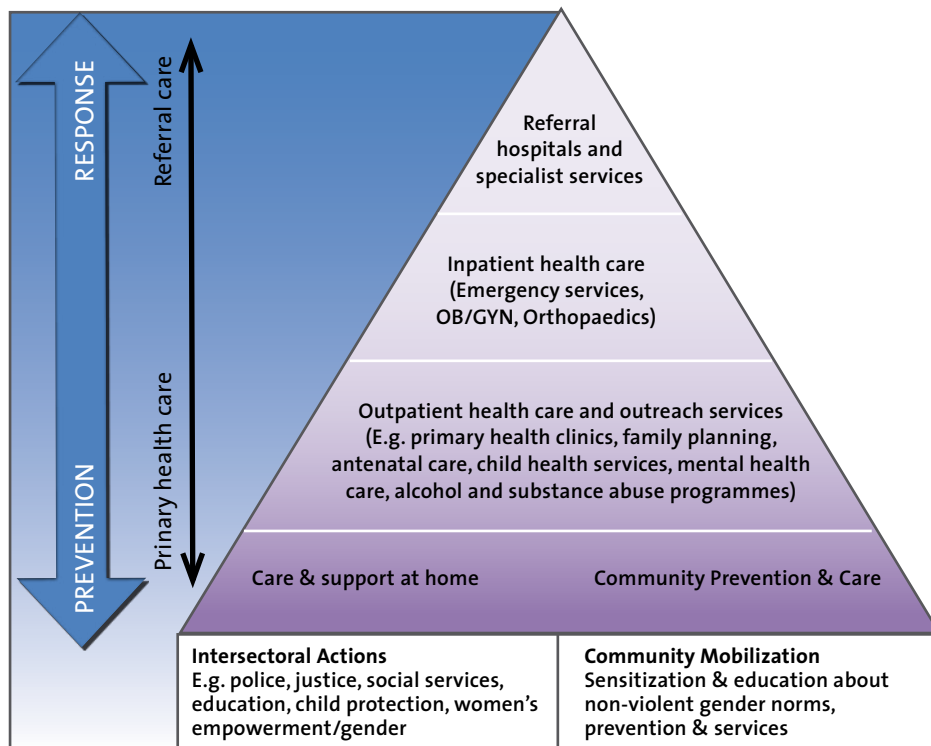 RESPONSE
PREVENTION
Referral care
Primary health care
Referral
hospitals and
specialist services
Inpatient health care
(Emergency services,
OB/GYN, Orthopaedics)
Outpatient health care and outreach services
(E.g. primary health clinics, family planning,
antenatal care, child health services, mental health
care, alcohol and substance abuse programmes)
Care & support at home
Community Prevention & Care
Intersectoral Actions
E.g. police, justice, social services,
education, child protection, women's
empowerment/gender
Community Mobilization
Sensitization & education about
non-violent gender norms,
prevention & services